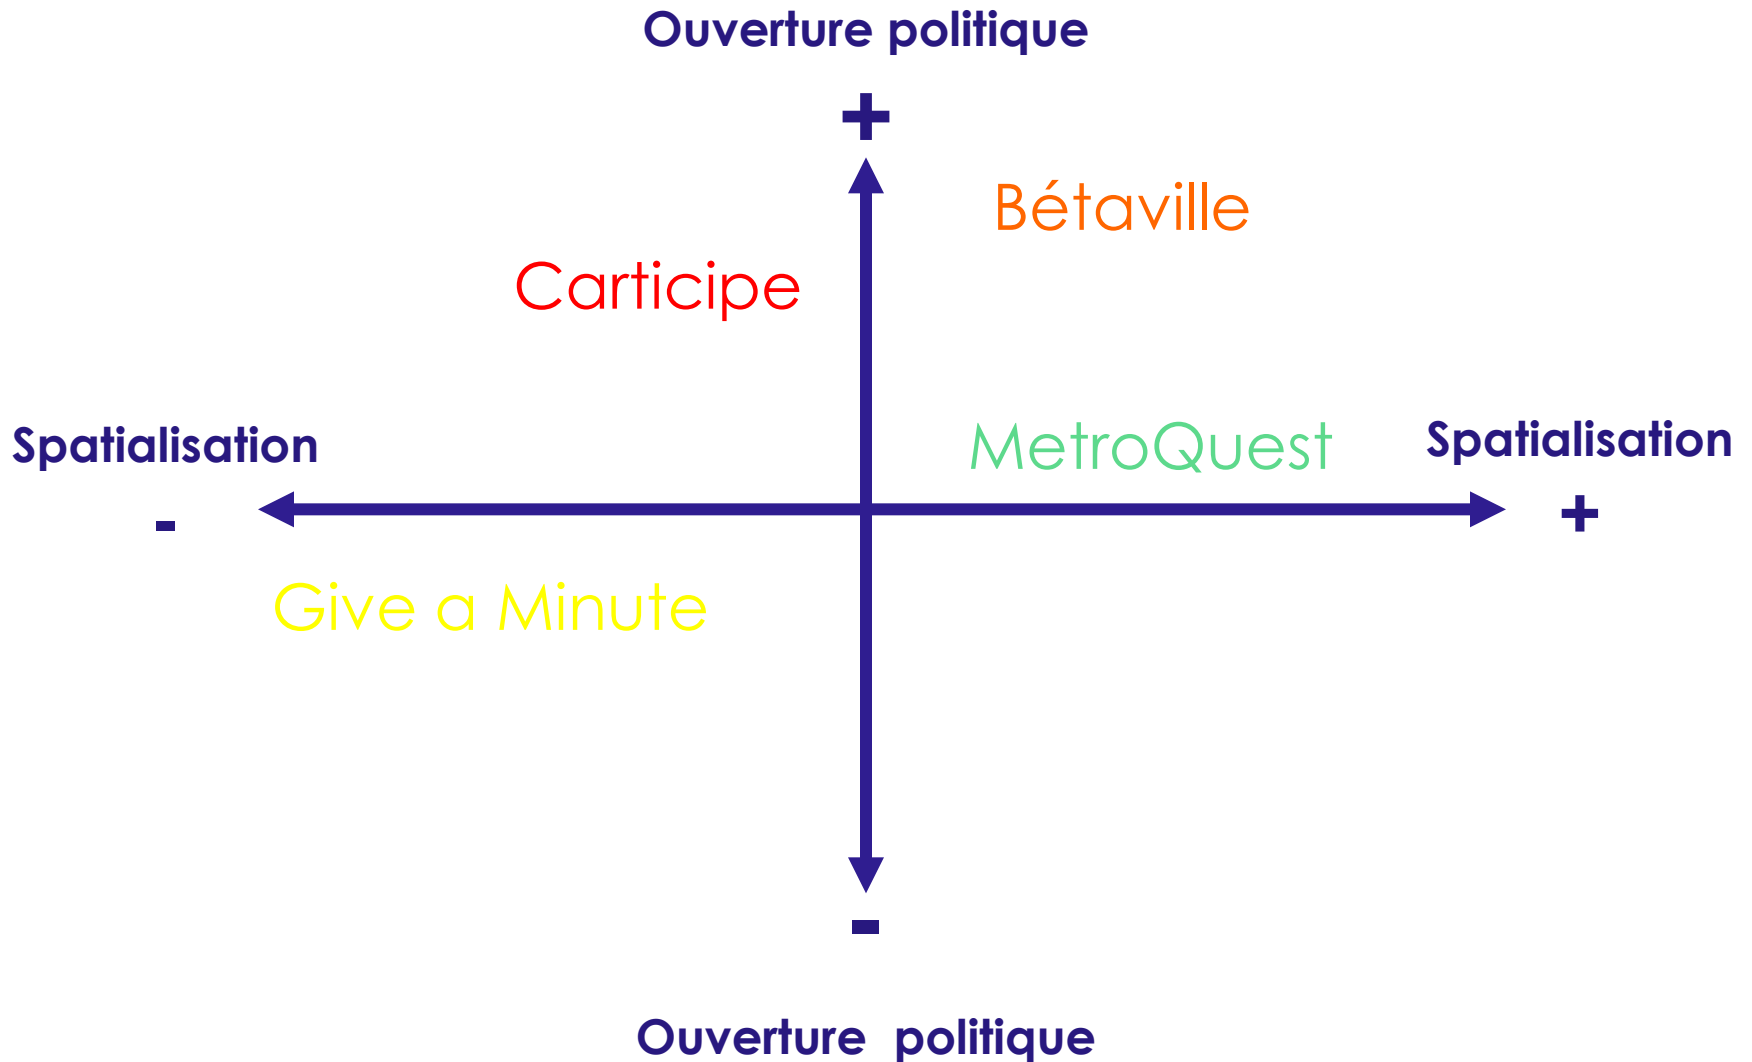 Ouverture politique
+
Bétaville
Carticipe
Spatialisation
MetroQuest
Spatialisation
-
+
Give a Minute
-
Ouverture politique